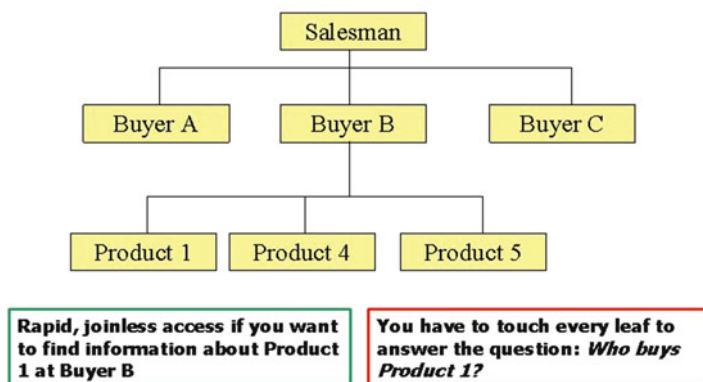 Salesman
Buyer A
Buyer B
Buyer C
Product 1
Product 4
Product 5
Rapid, joinless access if you want
to find information about Product
1 at Buyer B
You have to touch every leaf to
answer the question: Who buys
Product 1?